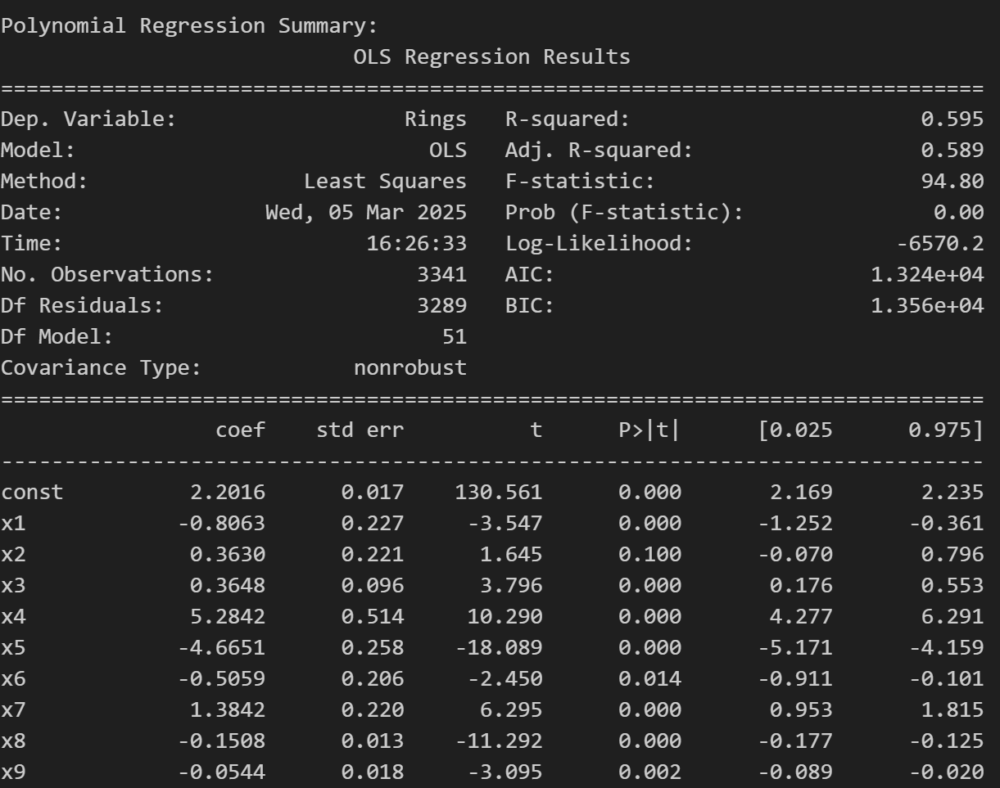 Polynomial Regression Summary:
                            OLS Regression Results
==============================================================================
Dep. Variable:                  Rings   R-squared:                       0.595
Model:                            OLS   Adj. R-squared:                  0.589
Method:                 Least Squares   F-statistic:                     94.80
Date:                Wed, 05 Mar 2025   Prob (F-statistic):               0.00
Time:                        16:26:33   Log-Likelihood:                -6570.2
No. Observations:                3341   AIC:                         1.324e+04
Df Residuals:                    3289   BIC:                         1.356e+04
Df Model:                          51
Covariance Type:            nonrobust
==============================================================================
                 coef    std err          t      P>|t|      [0.025      0.975]
------------------------------------------------------------------------------
const          2.2016      0.017    130.561      0.000       2.169       2.235
x1            -0.8063      0.227     -3.547      0.000      -1.252      -0.361
x2             0.3630      0.221      1.645      0.100      -0.070       0.796
x3             0.3648      0.096      3.796      0.000       0.176       0.553
x4             5.2842      0.514     10.290      0.000       4.277       6.291
x5            -4.6651      0.258    -18.089      0.000      -5.171      -4.159
x6            -0.5059      0.206     -2.450      0.014      -0.911      -0.101
x7             1.3842      0.220      6.295      0.000       0.953       1.815
x8            -0.1508      0.013    -11.292      0.000      -0.177      -0.125
x9            -0.0544      0.018     -3.095      0.002      -0.089      -0.020